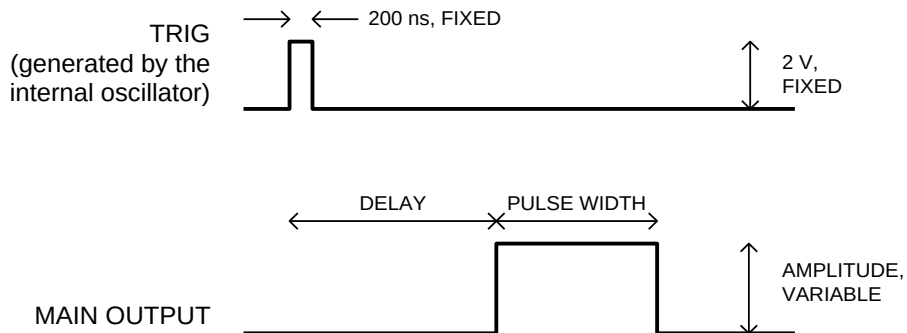 200 ns, FIXED
TRIG
(generated by the
internal oscillator)
2 V,
FIXED
DELAY
PULSE WIDTH
AMPLITUDE,
VARIABLE
MAIN OUTPUT